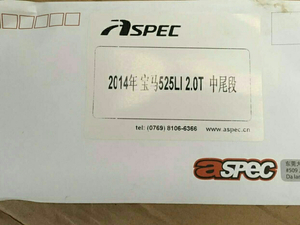 ASPEC
2014年 宝马525LI 2.0T 中尾段
tel: (0769) 8106-6366 www.aspec.cn
aspec